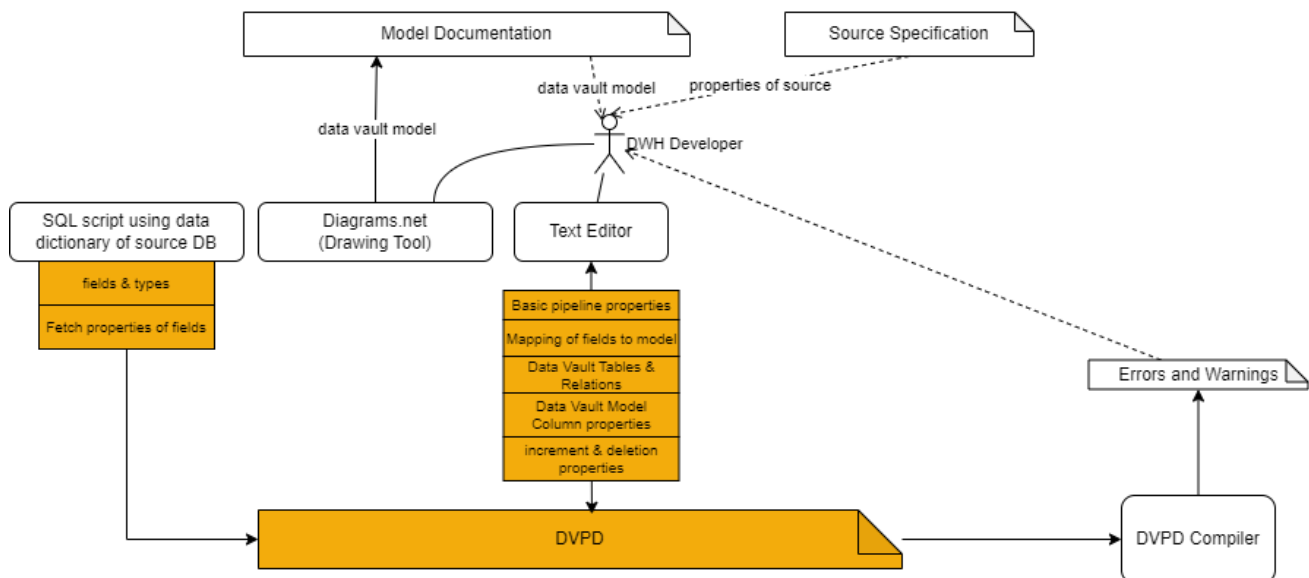 Model Documentation
Source Specification
data vault model
properties of source
data vault model
DWH Developer
SQL script using data
dictionary of source DB
Diagrams.net
(Drawing Tool)
Text Editor
fields & types
Fetch properties of fields
Basic pipeline properties
Mapping of fields to model
Data Vault Tables &
Relations
Data Vault Model
Column properties
increment & deletion
properties
Errors and Warnings
DVPD
DVPD Compiler